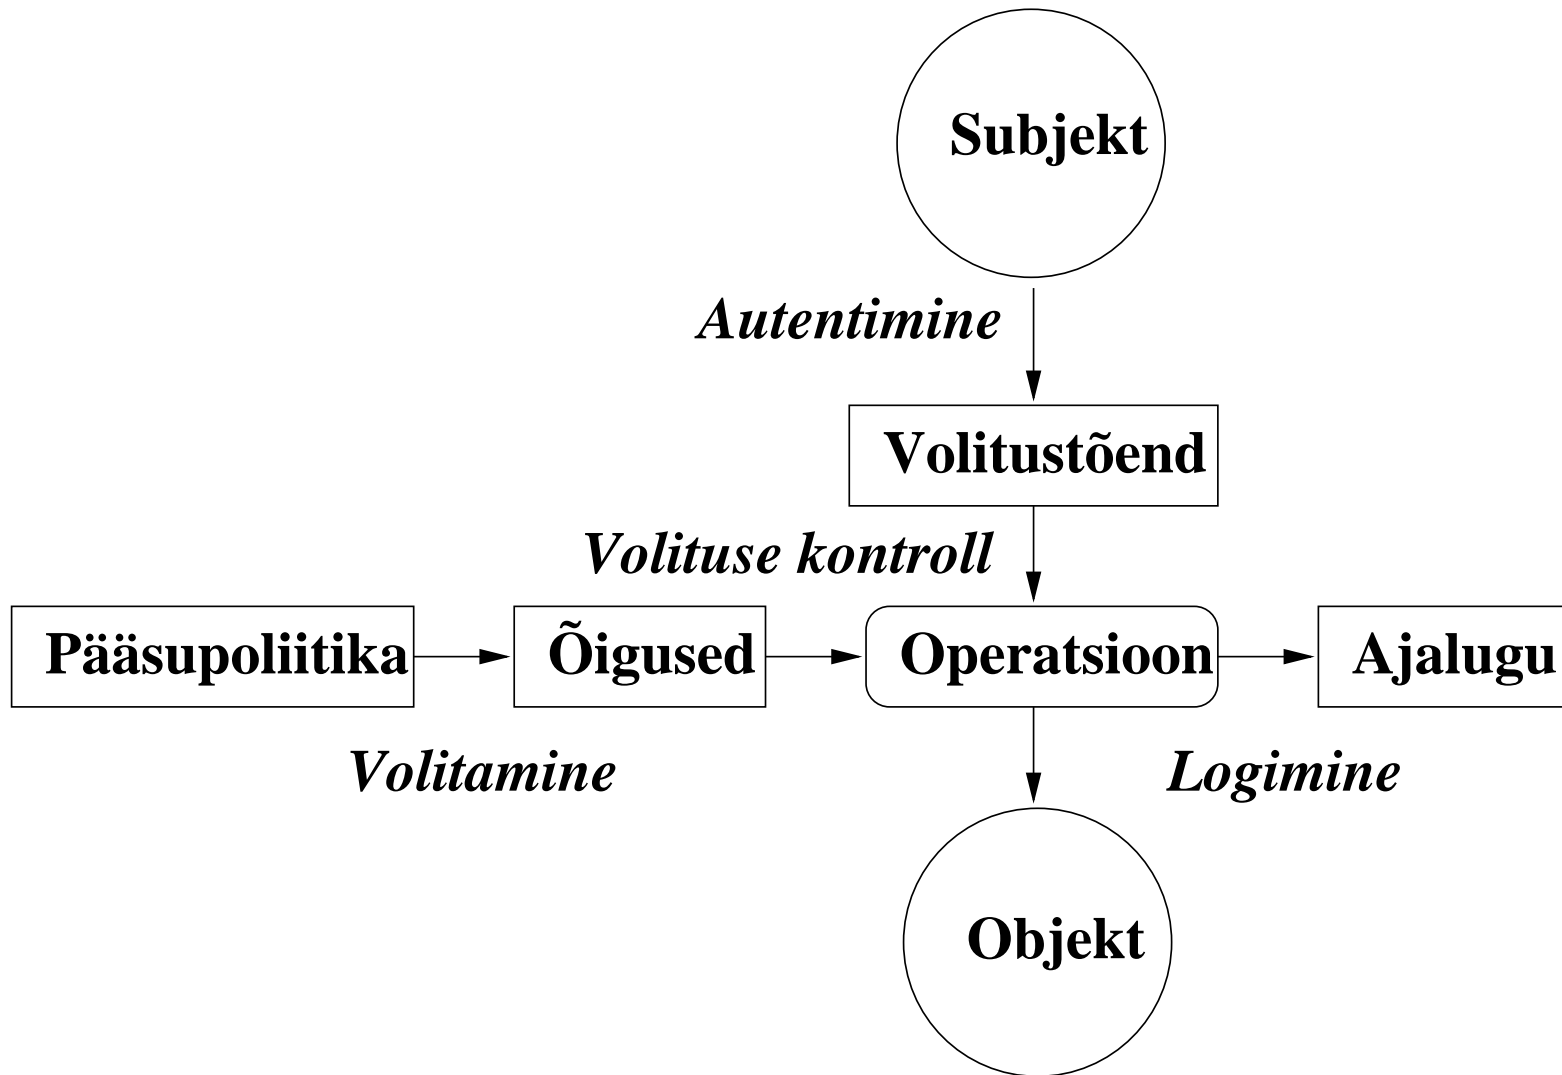 Subjekt
Autentimine
Volitustõend
Volituse kontroll
Pääsupoliitika
Õigused
Operatsioon
Ajalugu
Volitamine
Logimine
Objekt